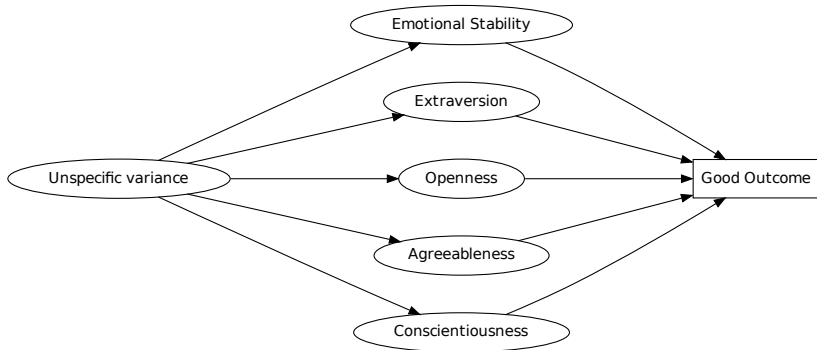 Emotional Stability
Extraversion
Unspecific variance
Openness
Good Outcome
Agreeableness
Conscientiousness